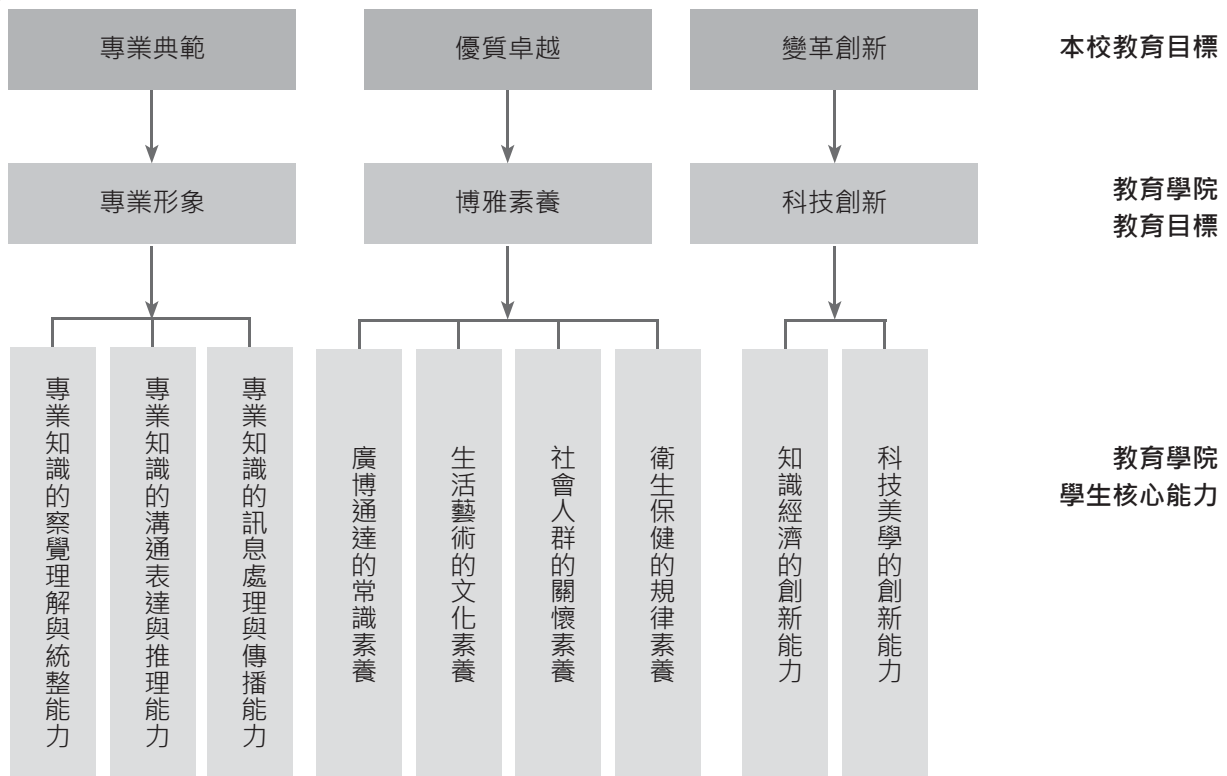 專業典範
優質卓越
變革創新
本校教育目標
專業形象
博雅素養
科技創新
教育學院
教育目標
專業知識的察覺理解與統整能力
專業知識的溝通表達與推理能力
專業知識的訊息處理與傳播能力
廣博通達的常識素養
生活藝術的文化素養
社會人群的關懷素養
衛生保健的規律素養
知識經濟的創新能力
科技美學的創新能力
教育學院
學生核心能力